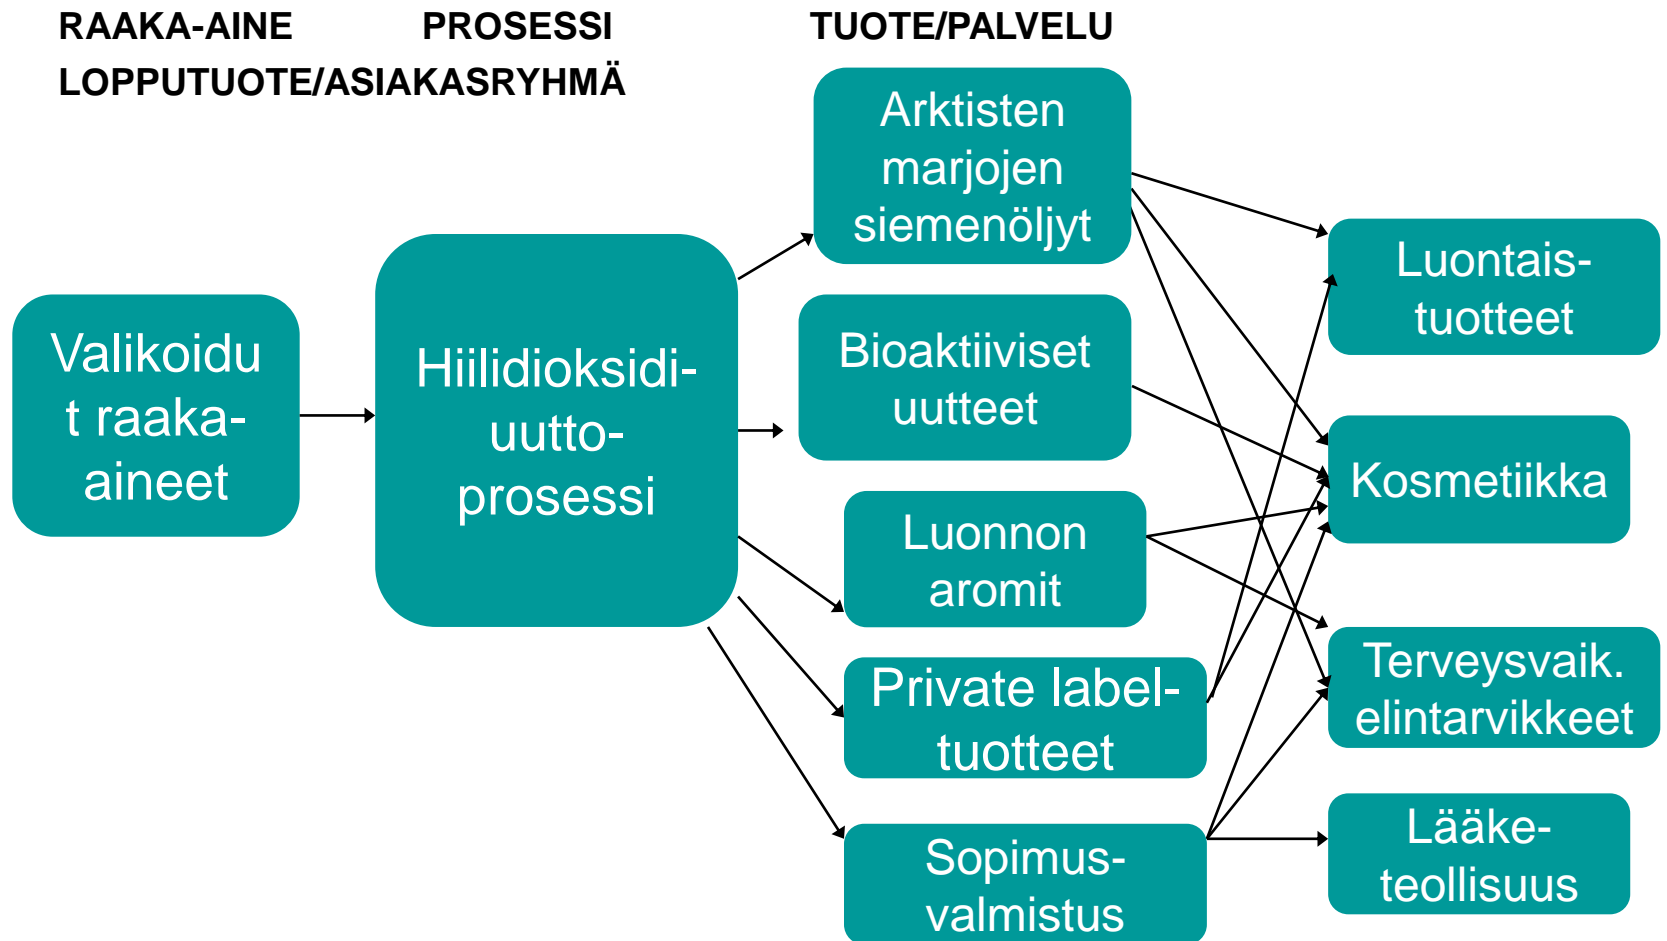 RAAKA-AINE PROSESSI TUOTE/PALVELU
LOPPUTUOTE/ASIAKASRYHMÄ
Valikoidu
t raaka-
aineet
Hiilidioksidi-
uutto-
prosessi
Arktisten
marjojen
siemenöljyt
Bioaktiiviset
uutteet
Luonnon
aromit
Private label-
tuotteet
Sopimus-
valmistus
Luontais-
tuotteet
Kosmetiikka
Terveysvaik.
elintarvikkeet
Lääke-
teollisuus